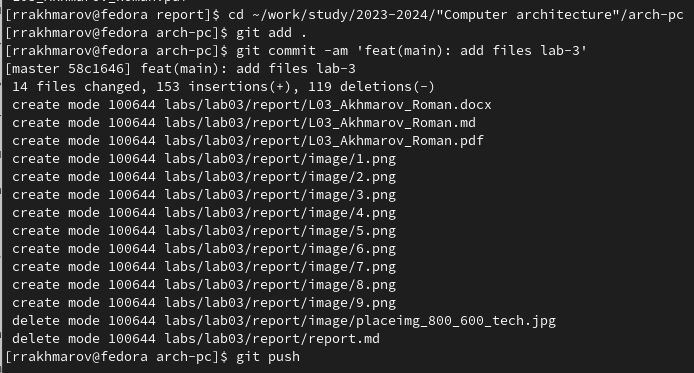 [rrakhmarov@fedora report]$ cd ~/work/study/2023-2024/"Computer architecture"/arch-pc
[rrakhmarov@fedora arch-pc]$ git add .
[rrakhmarov@fedora arch-pc]$ git commit -am 'feat(main): add files lab-3'
[master 58c1646] feat(main): add files lab-3
 14 files changed, 153 insertions(+), 119 deletions(-)
 create mode 100644 labs/lab03/report/L03_Akhmarov_Roman.docx
 create mode 100644 labs/lab03/report/L03_Akhmarov_Roman.md
 create mode 100644 labs/lab03/report/L03_Akhmarov_Roman.pdf
 create mode 100644 labs/lab03/report/image/1.png
 create mode 100644 labs/lab03/report/image/2.png
 create mode 100644 labs/lab03/report/image/3.png
 create mode 100644 labs/lab03/report/image/4.png
 create mode 100644 labs/lab03/report/image/5.png
 create mode 100644 labs/lab03/report/image/6.png
 create mode 100644 labs/lab03/report/image/7.png
 create mode 100644 labs/lab03/report/image/8.png
 create mode 100644 labs/lab03/report/image/9.png
 delete mode 100644 labs/lab03/report/image/placeimg_800_600_tech.jpg
 delete mode 100644 labs/lab03/report/report.md
[rrakhmarov@fedora arch-pc]$ git push